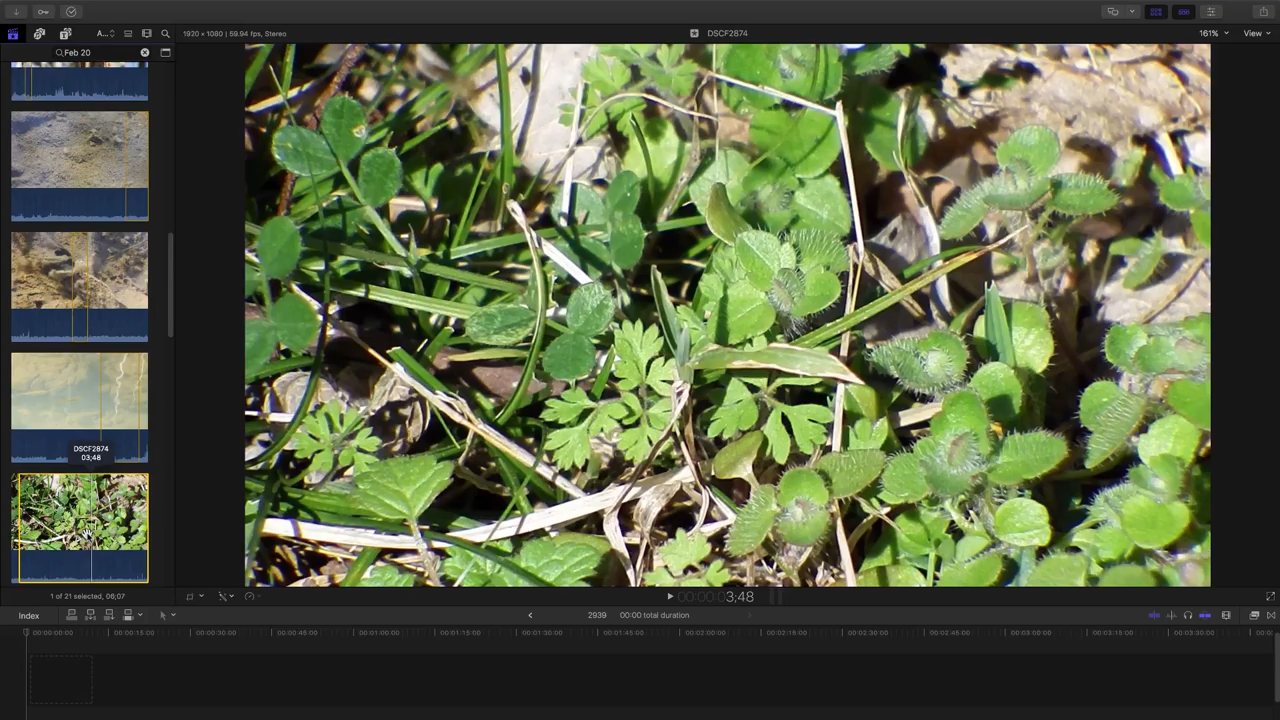 A...
1920 × 1080 | 59.94 fps, Stereo
DSCF2874
161%
View
Feb 20
DSCF2874
03;48
1 of 21 selected, 06;07
00:00:00:03;48
Index
2939
00:00 total duration
00:00:00:00
00:00:15:00
00:00:30:00
00:00:45:00
00:01:00:00
00:01:15:00
00:01:30:00
00:01:45:00
00:02:00:00
00:02:15:00
00:02:30:00
00:02:45:00
00:03:00:00
00:03:15:00
00:03:30:00